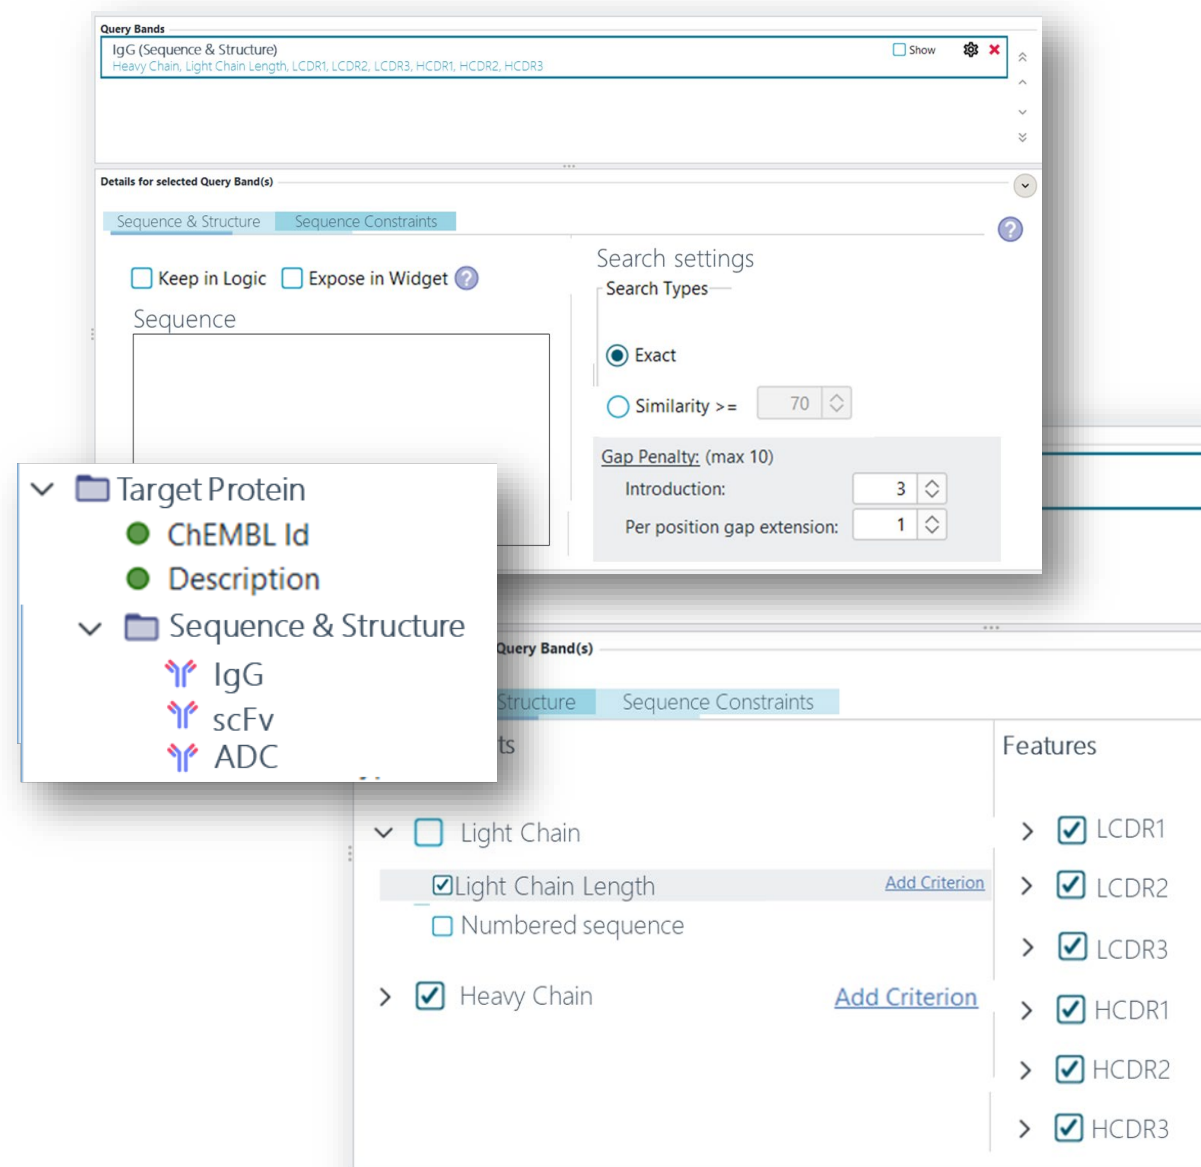 Query Bands
IgG (Sequence & Structure)
Show
Heavy Chain, Light Chain Length, LCDR1, LCDR2, LCDR3, HCDR1, HCDR2, HCDR3
Details for selected Query Band(s)
Sequence & Structure
Sequence Constraints
?
Keep in Logic
Expose in Widget
?
Sequence
Search settings
Search Types
Exact
Similarity >=
70
Gap Penalty: (max 10)
Introduction:
3
Per position gap extension:
1
Target Protein
ChEMBL Id
Description
Sequence & Structure
IgG
scFv
ADC
Query Band(s)
Structure
Sequence Constraints
ts
Features
Light Chain
Light Chain Length
Add Criterion
Numbered sequence
Heavy Chain
Add Criterion
LCDR1
LCDR2
LCDR3
HCDR1
HCDR2
HCDR3